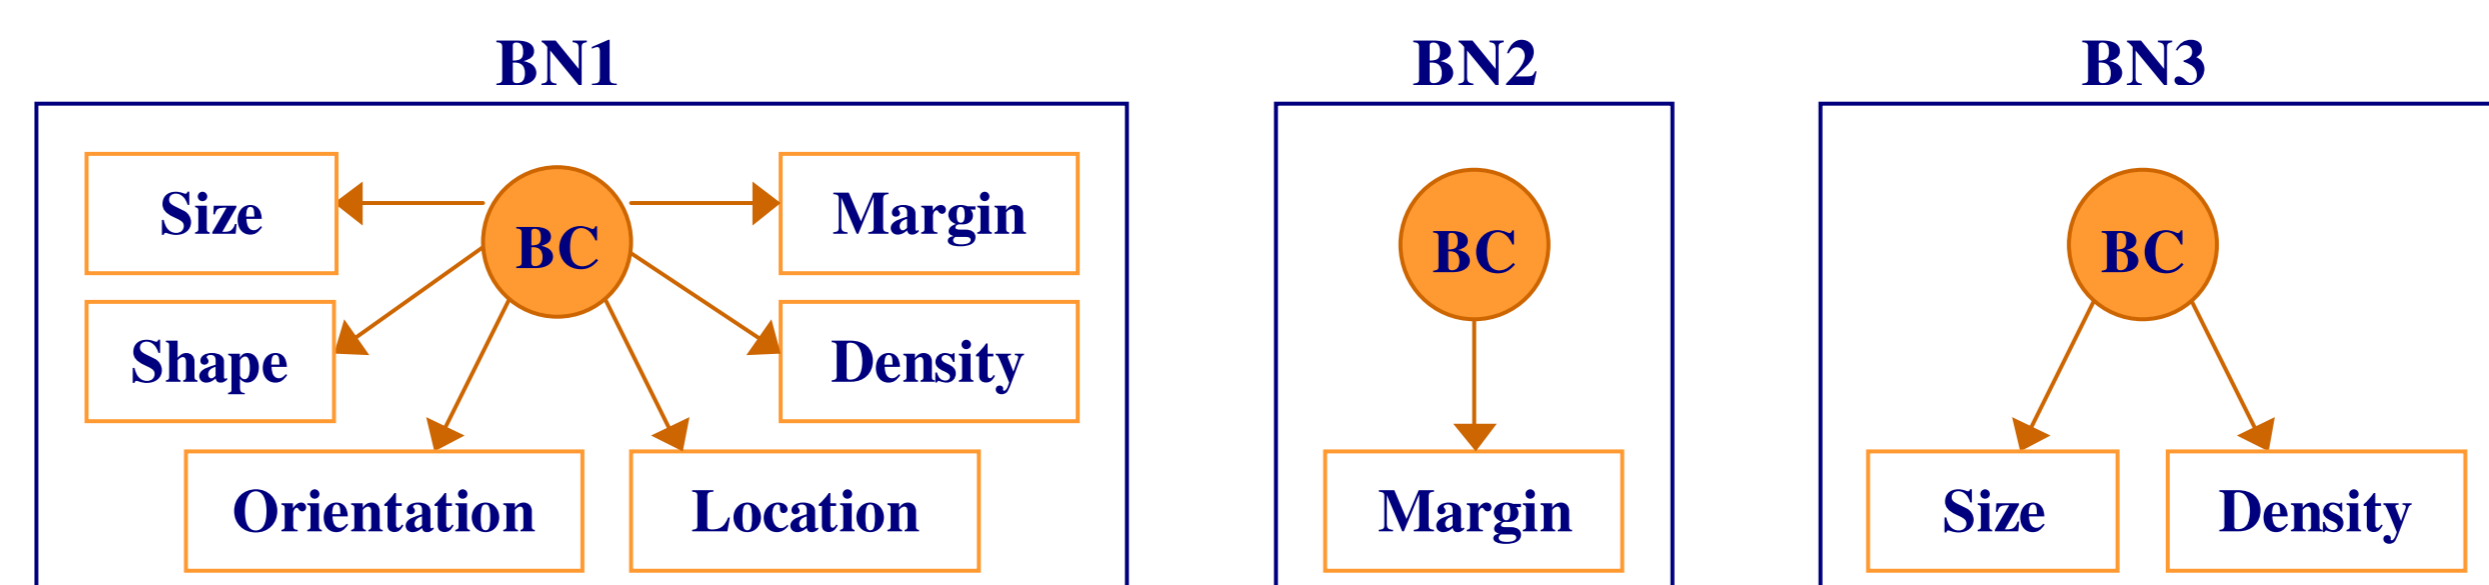 BN1
Size
BC
Margin
Shape
Density
Orientation
Location
BN2
BC
Margin
BN3
BC
Size
Density